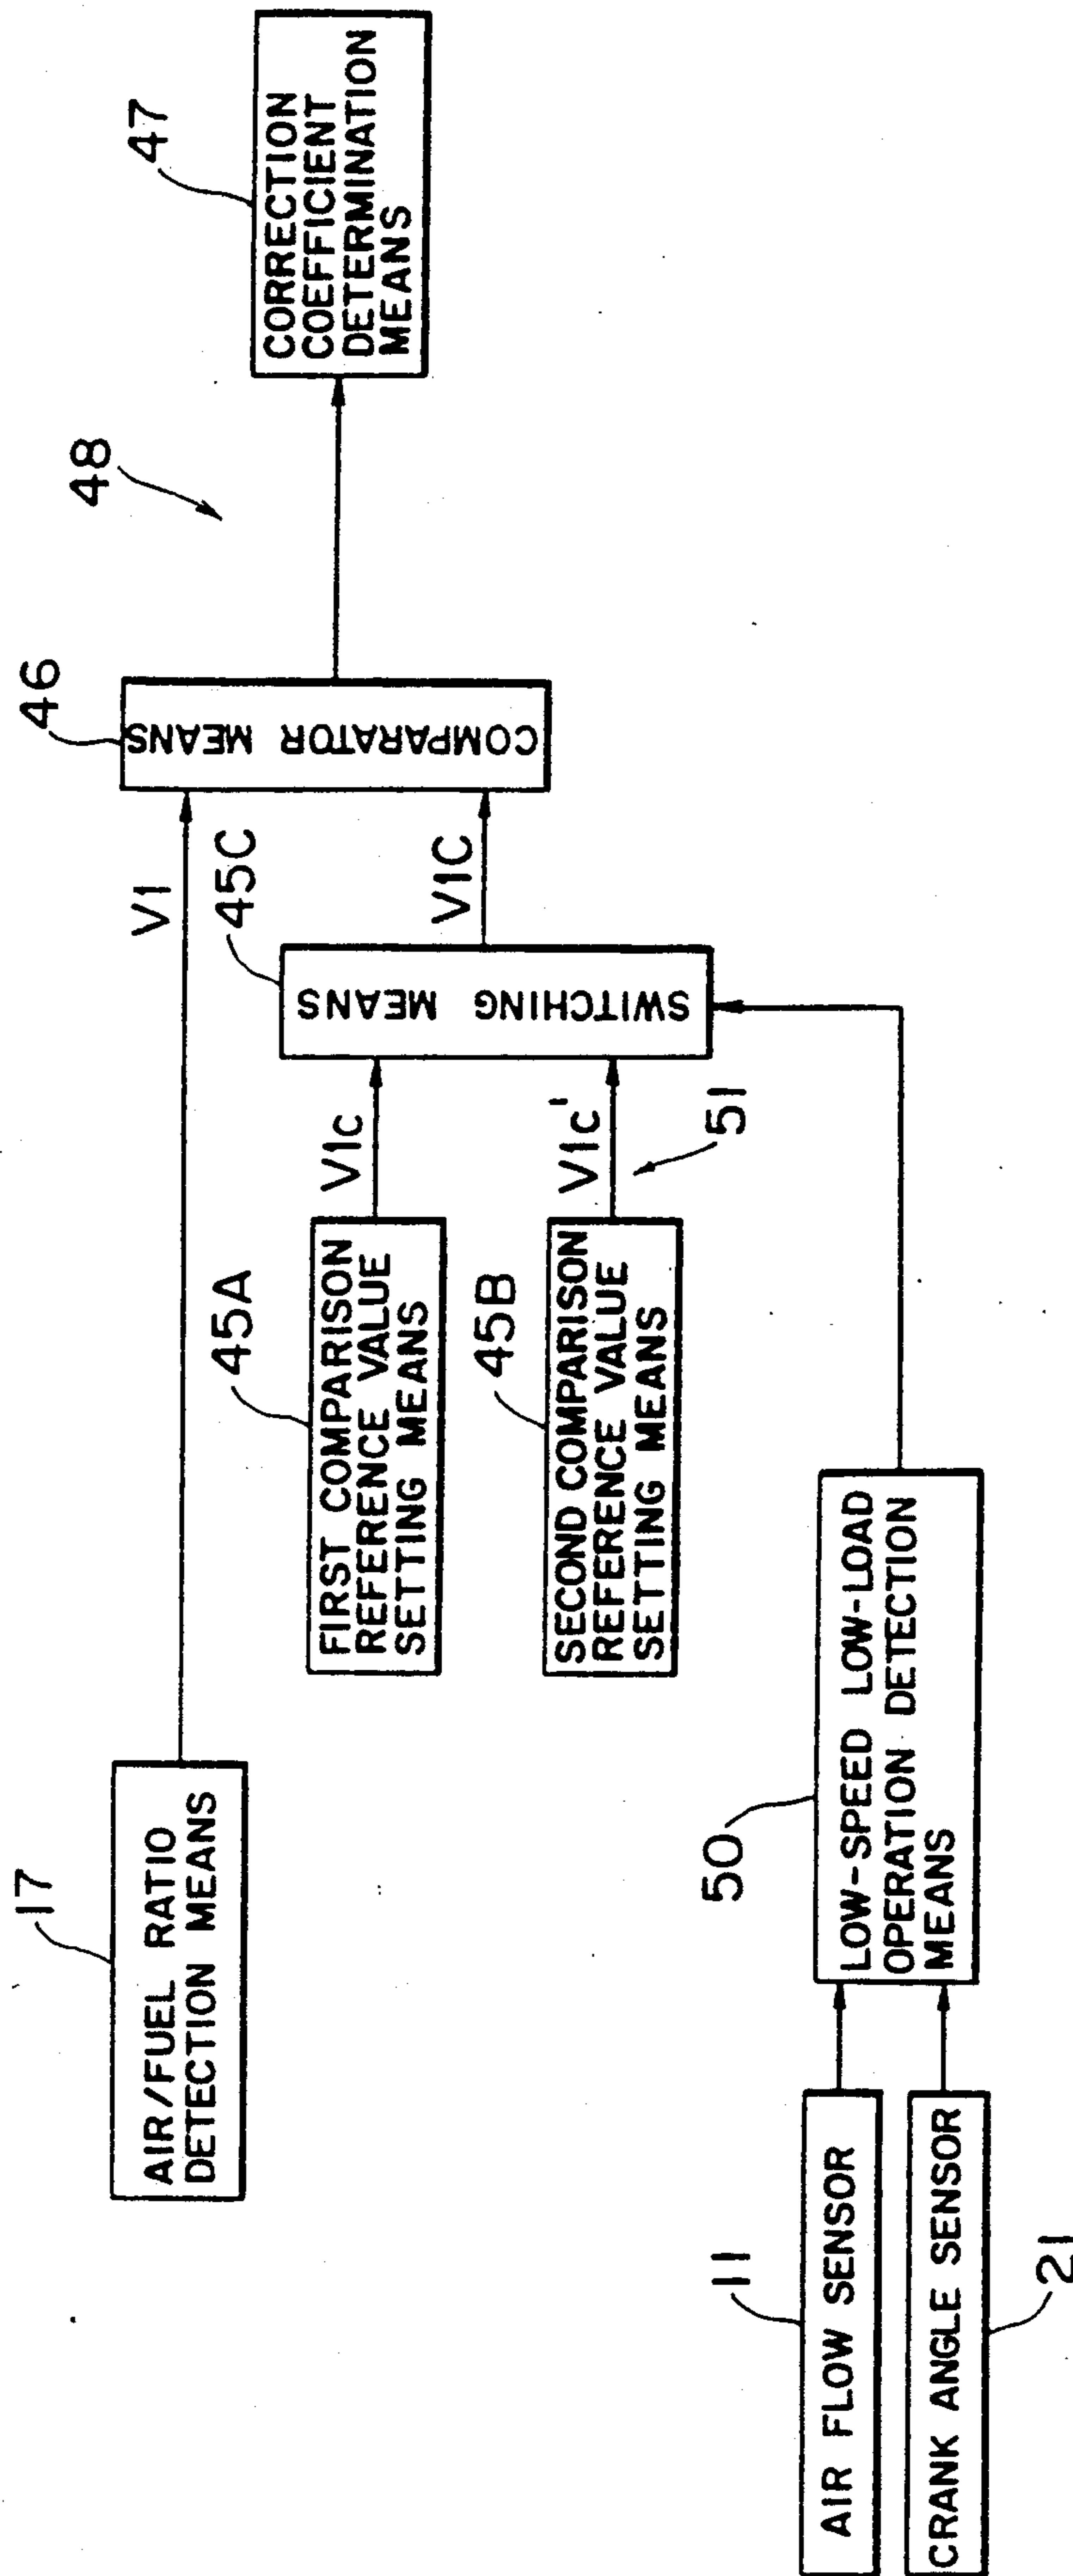 17
AIR/FUEL RATIO
DETECTION MEANS
V1
46
COMPARATOR MEANS
48
47
CORRECTION
COEFFICIENT
DETERMINATION
MEANS
45A
FIRST COMPARISON
REFERENCE VALUE
SETTING MEANS
V1c
45C
SWITCHING MEANS
V1C
45B
SECOND COMPARISON
REFERENCE VALUE
SETTING MEANS
V1c'
51
50
LOW-SPEED LOW-LOAD
OPERATION DETECTION
MEANS
11
AIR FLOW SENSOR
CRANK ANGLE SENSOR
21